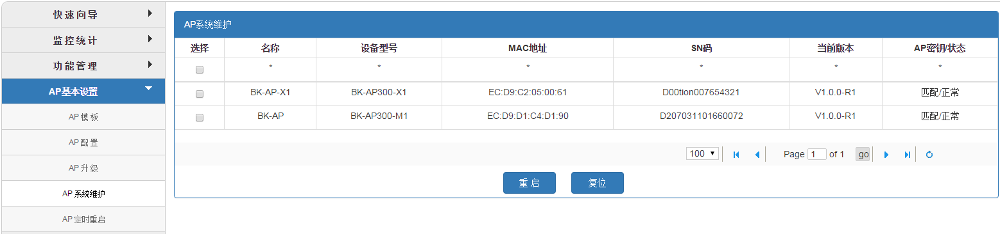 快速向导
监控统计
功能管理
AP基本设置
AP 模 板
AP 配 置
AP 升 级
AP 系统维护
AP 定时重启
AP系统维护
选择 名称 设备型号 MAC地址 SN码 当前版本 AP密钥/状态
* * * * * *
BK-AP-X1 BK-AP300-X1 EC:D9:C2:05:00:61 D00tion007654321 V1.0.0-R1 匹配/正常
BK-AP BK-AP300-M1 EC:D9:D1:C4:D1:90 D207031101660072 V1.0.0-R1 匹配/正常
100 Page 1 of 1 go
重 启 复位